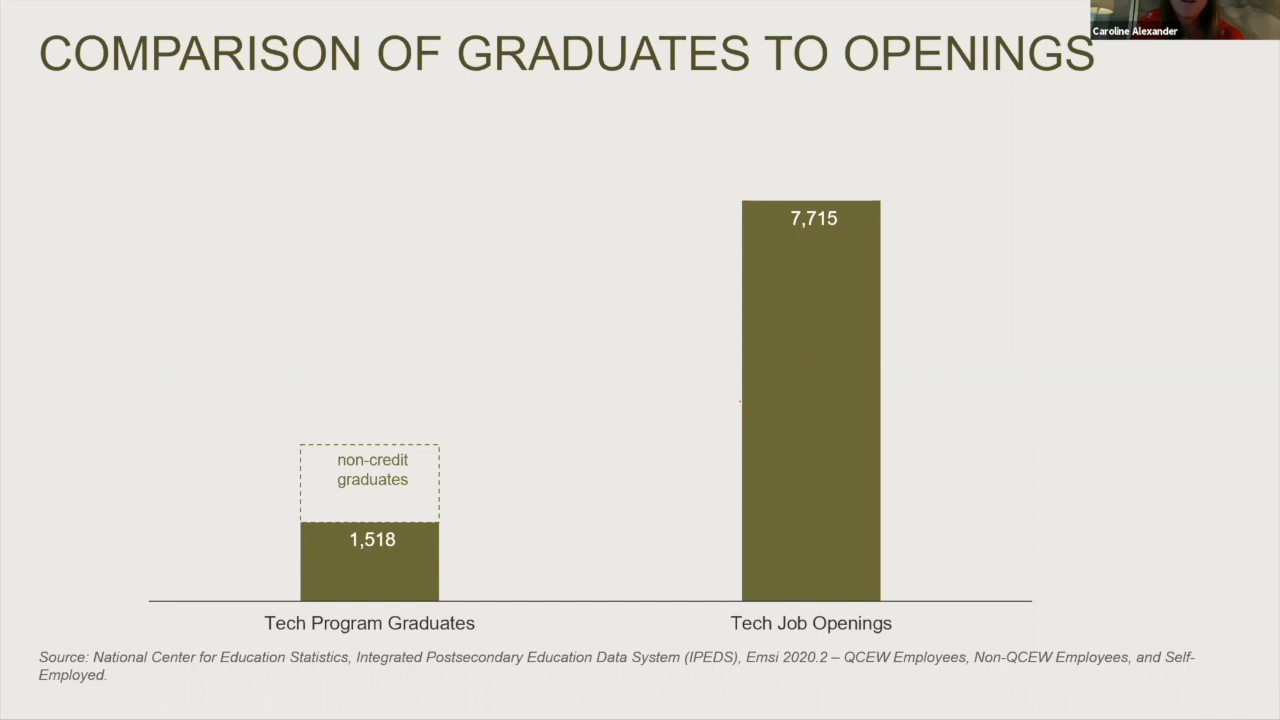 Caroline Alexander
COMPARISON OF GRADUATES TO OPENINGS
7,715
non-credit
graduates
1,518
Tech Program Graduates
Tech Job Openings
Source: National Center for Education Statistics, Integrated Postsecondary Education Data System (IPEDS), Emsi 2020.2 – QCEW Employees, Non-QCEW Employees, and Self-
Employed.